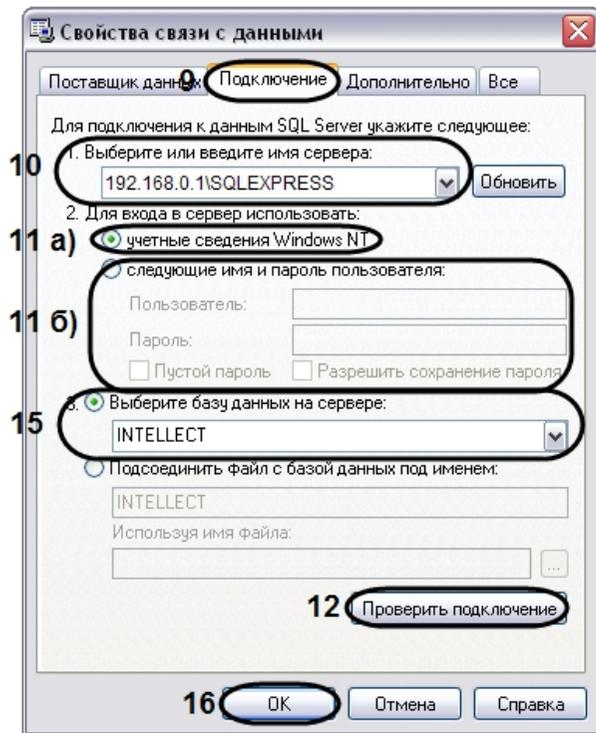 Свойства связи с данными
Поставщик данных 9 Подключение Дополнительно Все
Для подключения к данным SQL Server укажите следующее:
10 1. Выберите или введите имя сервера:
192.168.0.1\SQLEXPRESS Обновить
2. Для входа в сервер использовать:
11 а) учетные сведения Windows NT
следующие имя и пароль пользователя:
Пользователь:
11 б)
Пароль:
Пустой пароль Разрешить сохранение пароля
3. Выберите базу данных на сервере:
15
INTELLECT
Подсоединить файл с базой данных под именем:
INTELLECT
Используя имя файла:
...
12 Проверить подключение
16 OK Отмена Справка